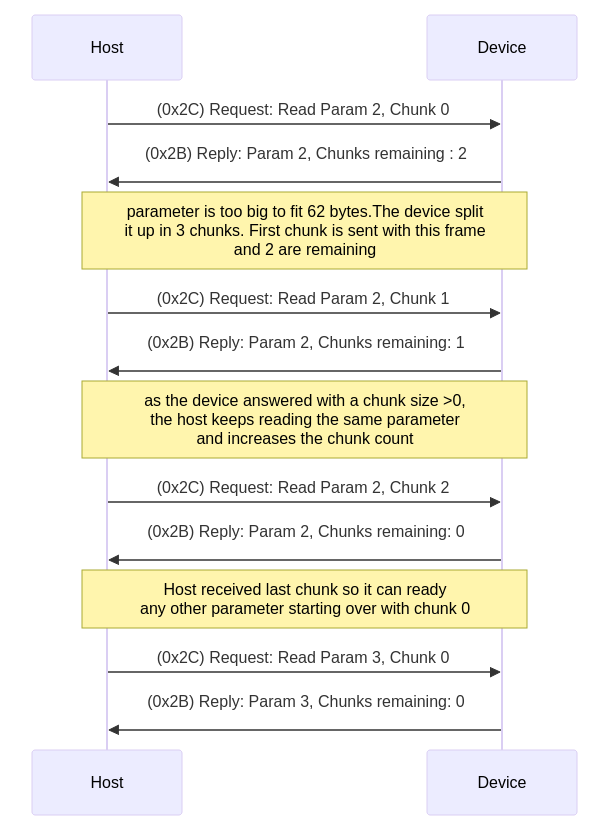 Host
Device
(0x2C) Request: Read Param 2, Chunk 0
(0x2B) Reply: Param 2, Chunks remaining : 2
parameter is too big to fit 62 bytes.The device split
it up in 3 chunks. First chunk is sent with this frame
and 2 are remaining
(0x2C) Request: Read Param 2, Chunk 1
(0x2B) Reply: Param 2, Chunks remaining: 1
as the device answered with a chunk size >0,
the host keeps reading the same parameter
and increases the chunk count
(0x2C) Request: Read Param 2, Chunk 2
(0x2B) Reply: Param 2, Chunks remaining: 0
Host received last chunk so it can ready
any other parameter starting over with chunk 0
(0x2C) Request: Read Param 3, Chunk 0
(0x2B) Reply: Param 3, Chunks remaining: 0
Host
Device